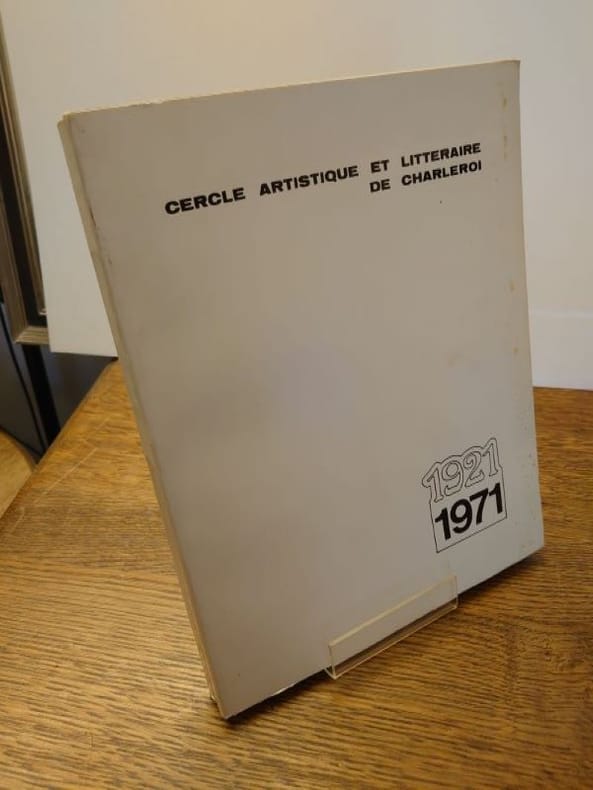 CERCLE ARTISTIQUE ET LITTERAIRE
DE CHARLEROI
1921
1971